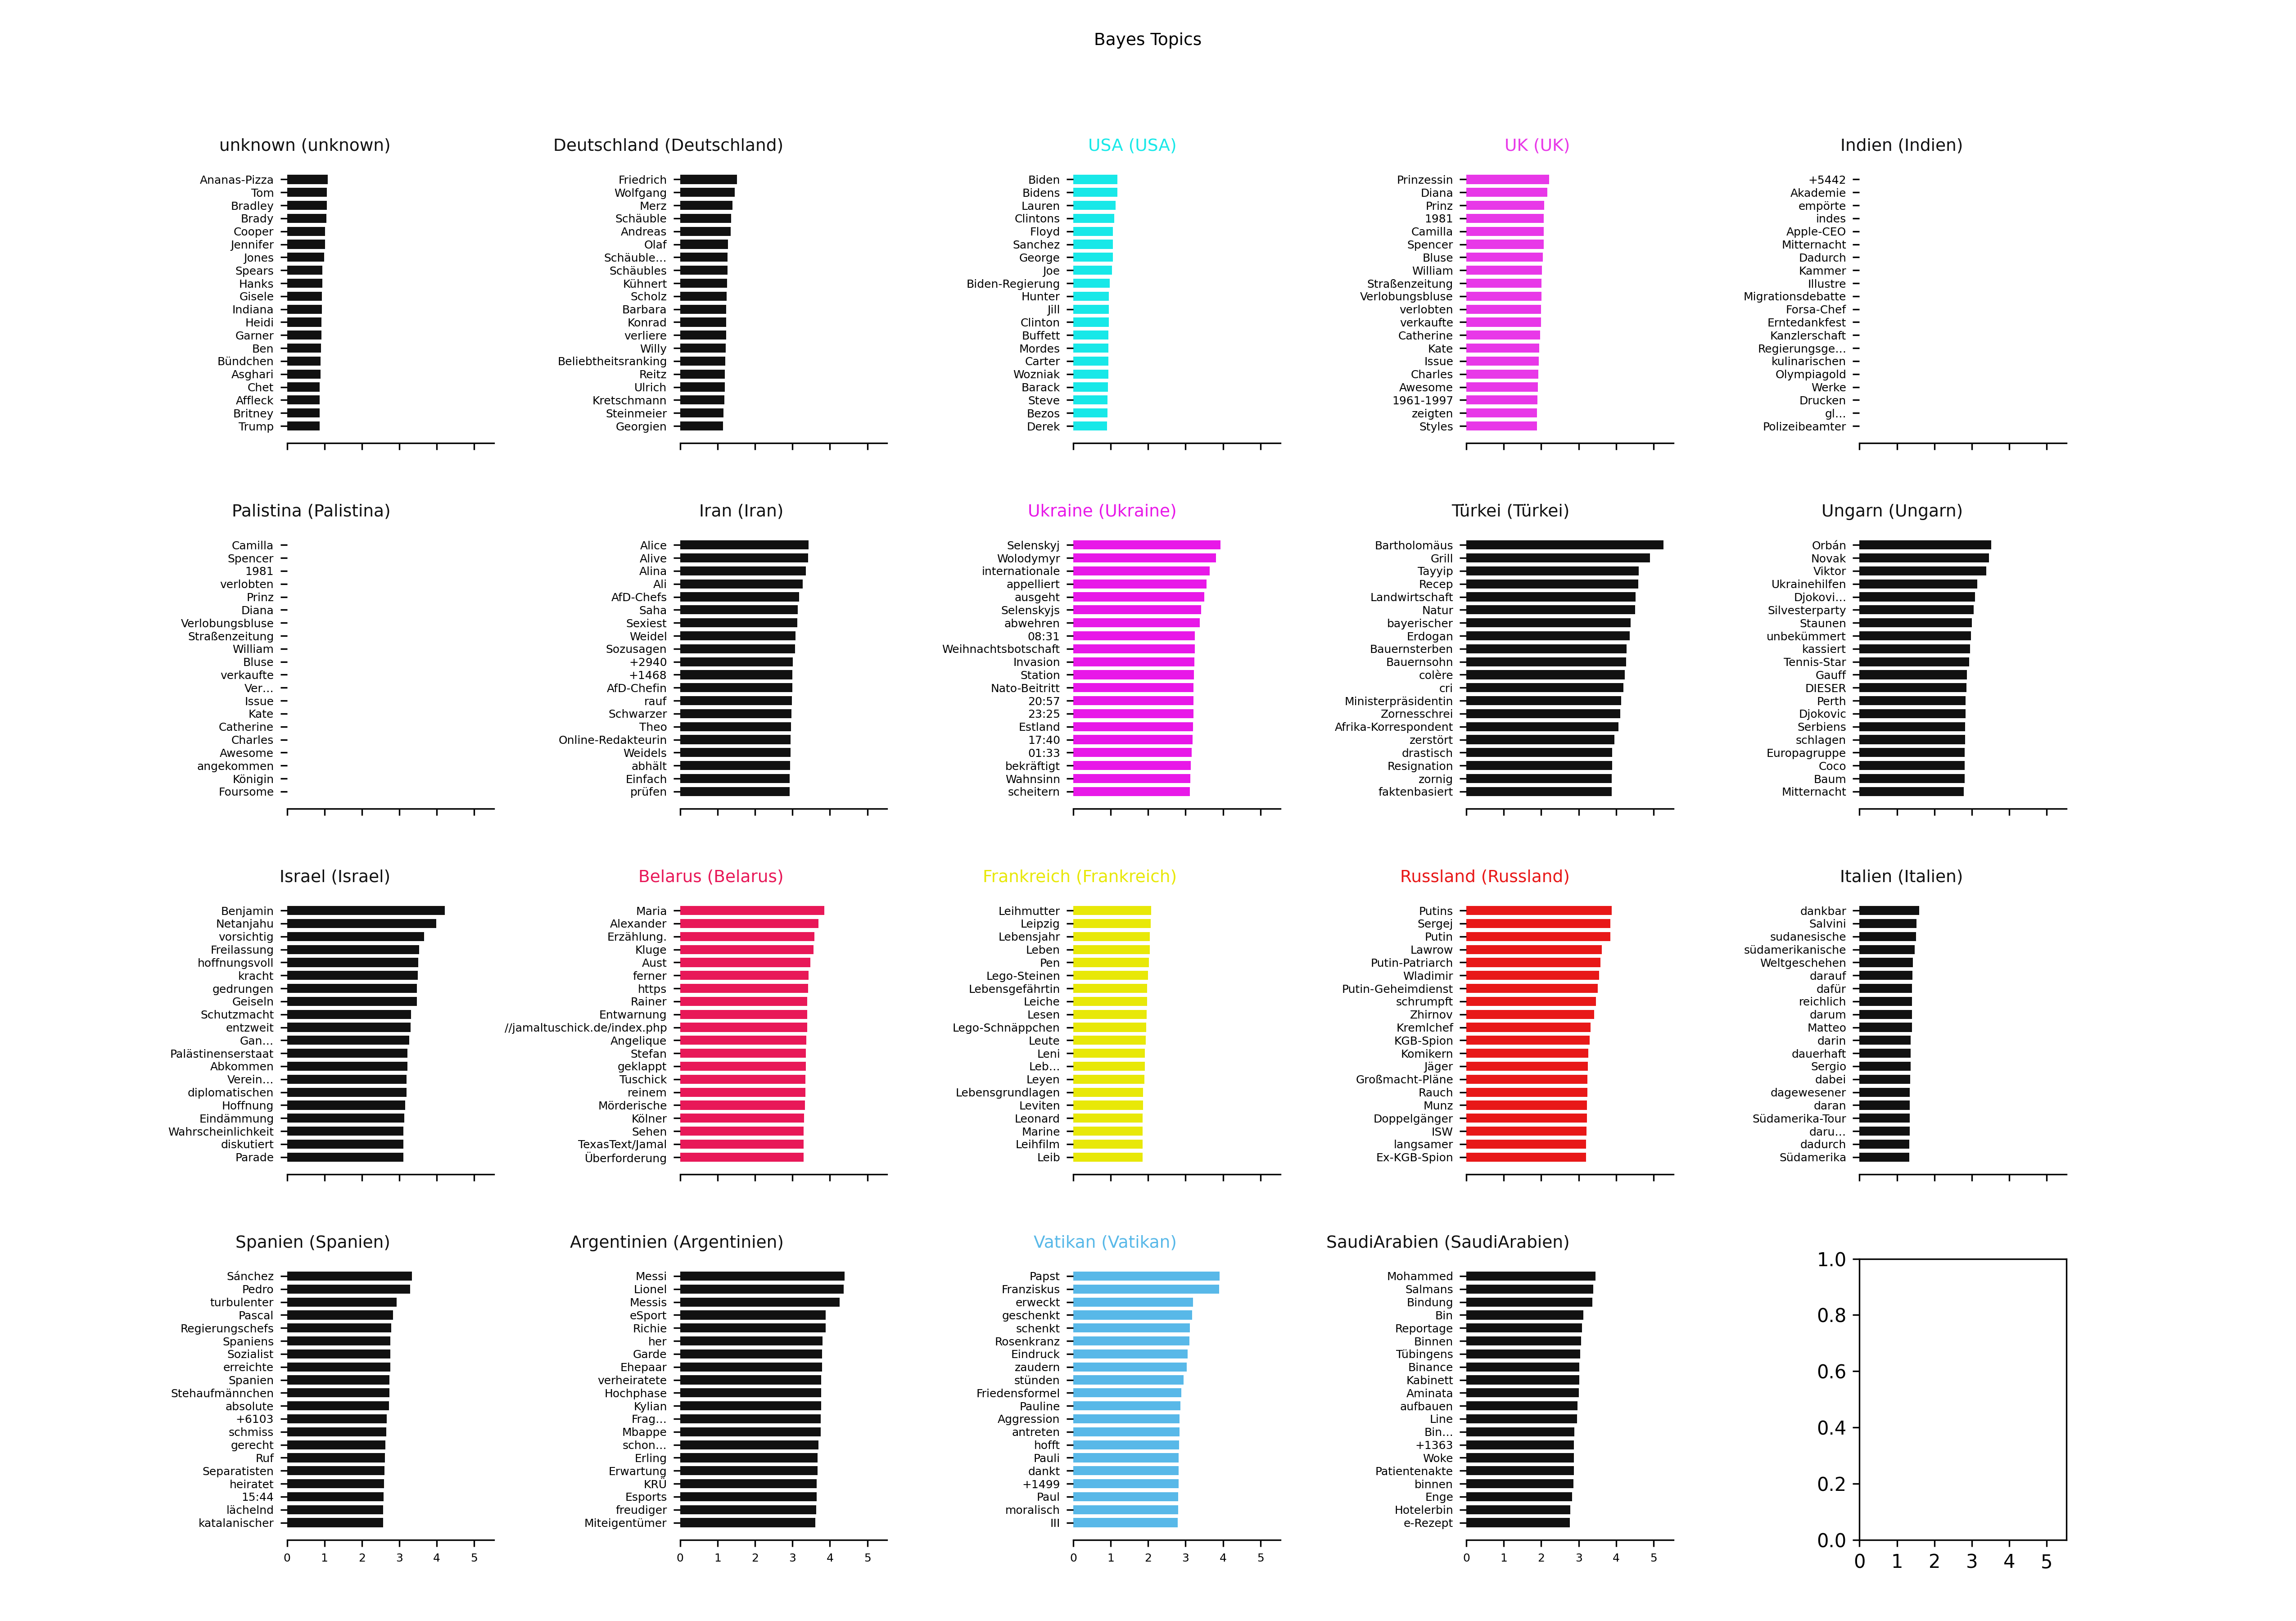 Bayes Topics
unknown (unknown)
Ananas-Pizza
Tom
Bradley
Brady
Cooper
Jennifer
Jones
Spears
Hanks
Gisele
Indiana
Heidi
Garner
Ben
Bündchen
Asghari
Chet
Affleck
Britney
Trump
Deutschland (Deutschland)
Friedrich
Wolfgang
Merz
Schäuble
Andreas
Olaf
Schäuble…
Schäubles
Kühnert
Scholz
Barbara
Konrad
verliere
Willy
Beliebtheitsranking
Reitz
Ulrich
Kretschmann
Steinmeier
Georgien
USA (USA)
Biden
Bidens
Lauren
Clintons
Floyd
Sanchez
George
Joe
Biden-Regierung
Hunter
Jill
Clinton
Buffett
Mordes
Carter
Wozniak
Barack
Steve
Bezos
Derek
UK (UK)
Prinzessin
Diana
Prinz
1981
Camilla
Spencer
Bluse
William
Straßenzeitung
Verlobungsbluse
verlobten
verkaufte
Catherine
Kate
Issue
Charles
Awesome
1961-1997
zeigten
Styles
Indien (Indien)
+5442
Akademie
empörte
indes
Apple-CEO
Mitternacht
Dadurch
Kammer
Illustre
Migrationsdebatte
Forsa-Chef
Erntedankfest
Kanzlerschaft
Regierungsge…
kulinarischen
Olympiagold
Werke
Drucken
gl…
Polizeibeamter
Palistina (Palistina)
Camilla
Spencer
1981
verlobten
Prinz
Diana
Verlobungsbluse
Straßenzeitung
William
Bluse
verkaufte
Ver…
Issue
Kate
Catherine
Charles
Awesome
angekommen
Königin
Foursome
Iran (Iran)
Alice
Alive
Alina
Ali
AfD-Chefs
Saha
Sexiest
Weidel
Sozusagen
+2940
+1468
AfD-Chefin
rauf
Schwarzer
Theo
Online-Redakteurin
Weidels
abhält
Einfach
prüfen
Ukraine (Ukraine)
Selenskyj
Wolodymyr
internationale
appelliert
ausgeht
Selenskyjs
abwehren
08:31
Weihnachtsbotschaft
Invasion
Station
Nato-Beitritt
20:57
23:25
Estland
17:40
01:33
bekräftigt
Wahnsinn
scheitern
Türkei (Türkei)
Bartholomäus
Grill
Tayyip
Recep
Landwirtschaft
Natur
bayerischer
Erdogan
Bauernsterben
Bauernsohn
colère
cri
Ministerpräsidentin
Zornesschrei
Afrika-Korrespondent
zerstört
drastisch
Resignation
zornig
faktenbasiert
Ungarn (Ungarn)
Orbán
Novak
Viktor
Ukrainehilfen
Djokovi…
Silvesterparty
Staunen
unbekümmert
kassiert
Tennis-Star
Gauff
DIESER
Perth
Djokovic
Serbiens
schlagen
Europagruppe
Coco
Baum
Mitternacht
Israel (Israel)
Benjamin
Netanjahu
vorsichtig
Freilassung
hoffnungsvoll
kracht
gedrungen
Geiseln
Schutzmacht
entzweit
Gan…
Palästinenserstaat
Abkommen
Verein…
diplomatischen
Hoffnung
Eindämmung
Wahrscheinlichkeit
diskutiert
Parade
Belarus (Belarus)
Maria
Alexander
Erzählung.
Kluge
Aust
ferner
https
Rainer
Entwarnung
//jamaltuschick.de/index.php
Angelique
Stefan
geklappt
Tuschick
reinem
Mörderische
Kölner
Sehen
TexasText/Jamal
Überforderung
Frankreich (Frankreich)
Leihmutter
Leipzig
Lebensjahr
Leben
Pen
Lego-Steinen
Lebensgefährtin
Leiche
Lesen
Lego-Schnäppchen
Leute
Leni
Leb…
Leyen
Lebensgrundlagen
Leviten
Leonard
Marine
Leihfilm
Leib
Russland (Russland)
Putins
Sergej
Putin
Lawrow
Putin-Patriarch
Wladimir
Putin-Geheimdienst
schrumpft
Zhirnov
Kremlchef
KGB-Spion
Komikern
Jäger
Großmacht-Pläne
Rauch
Munz
Doppelgänger
ISW
langsamer
Ex-KGB-Spion
Italien (Italien)
dankbar
Salvini
sudanesische
südamerikanische
Weltgeschehen
darauf
dafür
reichlich
darum
Matteo
darin
dauerhaft
Sergio
dabei
dagewesener
daran
Südamerika-Tour
daru…
dadurch
Südamerika
Spanien (Spanien)
Sánchez
Pedro
turbulenter
Pascal
Regierungschefs
Spaniens
Sozialist
erreichte
Spanien
Stehaufmännchen
absolute
+6103
schmiss
gerecht
Ruf
Separatisten
heiratet
15:44
lächelnd
katalanischer
0 1 2 3 4 5
Argentinien (Argentinien)
Messi
Lionel
Messis
eSport
Richie
her
Garde
Ehepaar
verheiratete
Hochphase
Kylian
Frag…
Mbappe
schon…
Erling
Erwartung
KRÜ
Esports
freudiger
Miteigentümer
0 1 2 3 4 5
Vatikan (Vatikan)
Papst
Franziskus
erweckt
geschenkt
schenkt
Rosenkranz
Eindruck
zaudern
stünden
Friedensformel
Pauline
Aggression
antreten
hofft
Pauli
dankt
+1499
Paul
moralisch
III
0 1 2 3 4 5
SaudiArabien (SaudiArabien)
Mohammed
Salmans
Bindung
Bin
Reportage
Binnen
Tübingens
Binance
Kabinett
Aminata
aufbauen
Line
Bin…
+1363
Woke
Patientenakte
binnen
Enge
Hotelerbin
e-Rezept
0 1 2 3 4 5
1.0
0.8
0.6
0.4
0.2
0.0
0 1 2 3 4 5